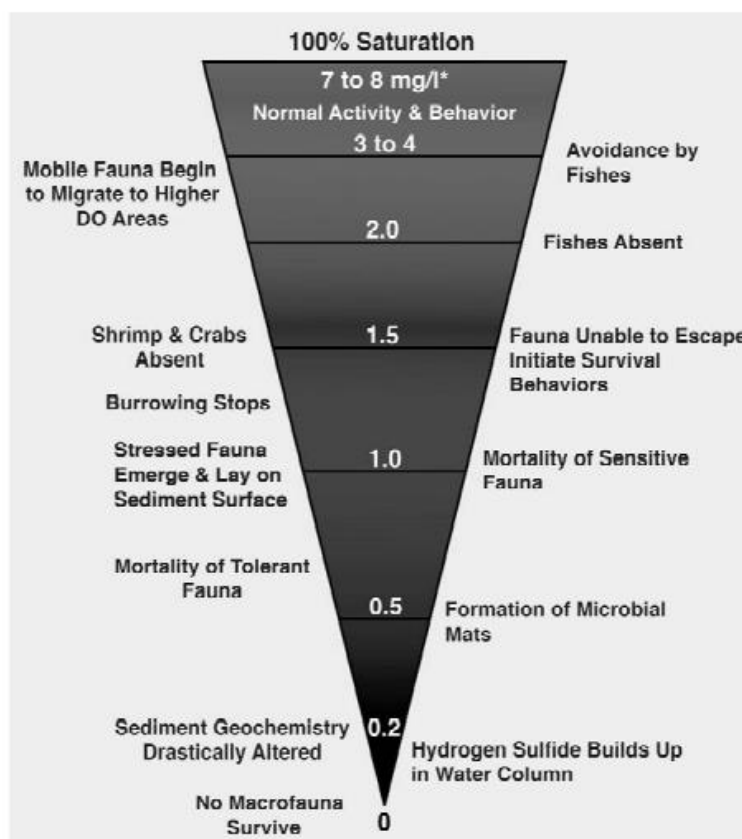 100% Saturation
7 to 8 mg/l*
Normal Activity & Behavior
3 to 4
Avoidance by
Fishes
Mobile Fauna Begin
to Migrate to Higher
DO Areas
2.0
Fishes Absent
1.5
Shrimp & Crabs
Absent
Fauna Unable to Escape
Initiate Survival
Behaviors
Burrowing Stops
Stressed Fauna
Emerge & Lay on
Sediment Surface
1.0
Mortality of Sensitive
Fauna
Mortality of Tolerant
Fauna
0.5
Formation of Microbial
Mats
Sediment Geochemistry
Drastically Altered
0.2
Hydrogen Sulfide Builds Up
in Water Column
No Macrofauna
Survive
0